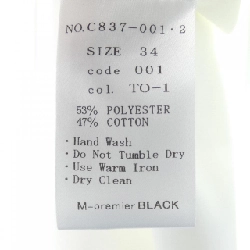 NO.C837-001・2
SIZE 34
code 001
col. TO-1
53% POLYESTER
47% COTTON
・Hand Wash
・Do Not Tumble Dry
・Use Warm Iron
・Dry Clean
M-premier BLACK